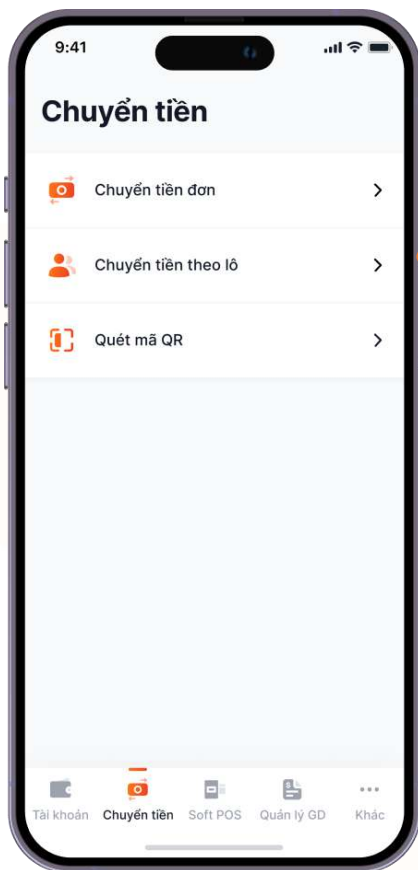 9:41
Chuyển tiền
Chuyển tiền đơn
Chuyển tiền theo lô
Quét mã QR
Tài khoản Chuyển tiền Soft POS Quản lý GD Khác